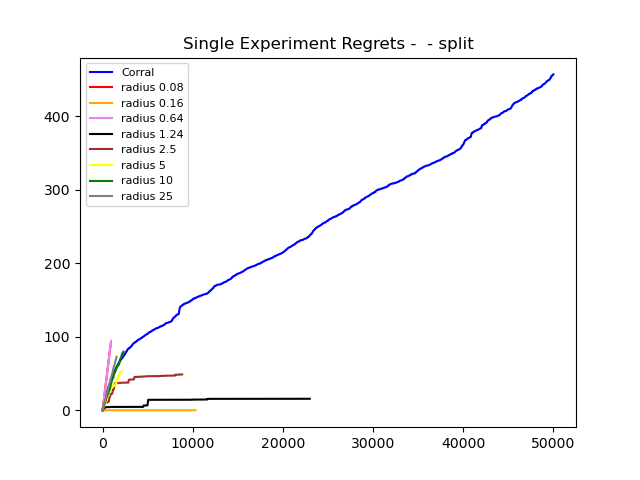 Single Experiment Regrets -  - split
Corral
radius 0.08
radius 0.16
radius 0.64
radius 1.24
radius 2.5
radius 5
radius 10
radius 25
400
300
200
100
0
0 10000 20000 30000 40000 50000